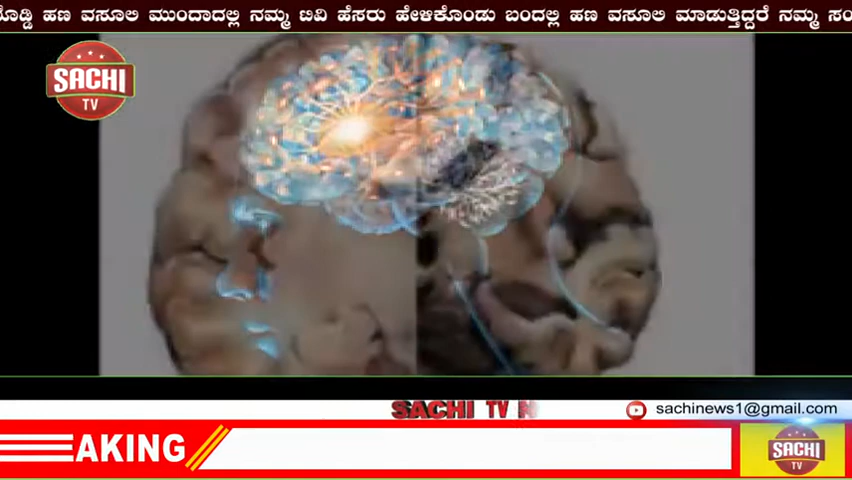 ಹಣ ವಸೂಲಿ ಮುಂದಾದಲ್ಲಿ ನಮ್ಮ ಟಿವಿ ಹೆಸರು ಹೇಳಿಕೊಂಡು ಬಂದಲ್ಲಿ ಹಣ ವಸೂಲಿ ಮಾಡುತ್ತಿದ್ದರೆ ನಮ್ಮ
SACHI
TV
SACHI TV
sachinews1@gmail.com
AKING
SACHI
TV